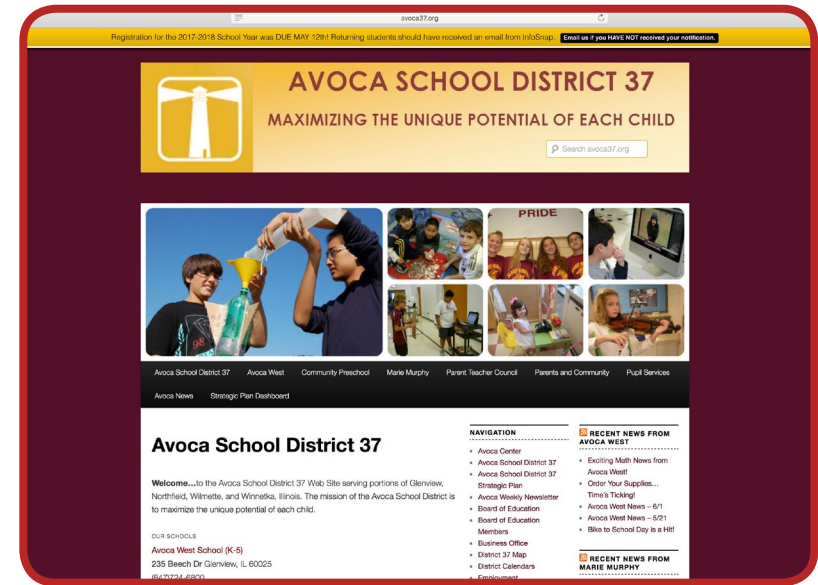 avoca37.org
Registration for the 2017-2018 School Year was DUE MAY 12th! Returning students should have received an email from InfoSnap. Email us if you HAVE NOT received your notification.
AVOCA SCHOOL DISTRICT 37
MAXIMIZING THE UNIQUE POTENTIAL OF EACH CHILD
Search avoca37.org
PRIDE
98
Avoca School District 37 Avoca West Community Preschool Marie Murphy Parent Teacher Council Parents and Community Pupil Services
Avoca News Strategic Plan Dashboard
Avoca School District 37
Welcome...to the Avoca School District 37 Web Site serving portions of Glenview,
Northfield, Wilmette, and Winnetka, Illinois. The mission of the Avoca School District is
to maximize the unique potential of each child.
OUR SCHOOLS
Avoca West School (K-5)
235 Beech Dr Glenview, IL 60025
(847)724-6800
NAVIGATION
Avoca Center
Avoca School District 37
Avoca School District 37
Strategic Plan
Avoca Weekly Newsletter
Board of Education
Board of Education
Members
Business Office
District 37 Map
District Calendars
Employment
RECENT NEWS FROM
AVOCA WEST
Exciting Math News from
Avoca West!
Order Your Supplies...
Time's Ticking!
Avoca West News – 6/1
Avoca West News – 5/21
Bike to School Day is a Hit!
RECENT NEWS FROM
MARIE MURPHY